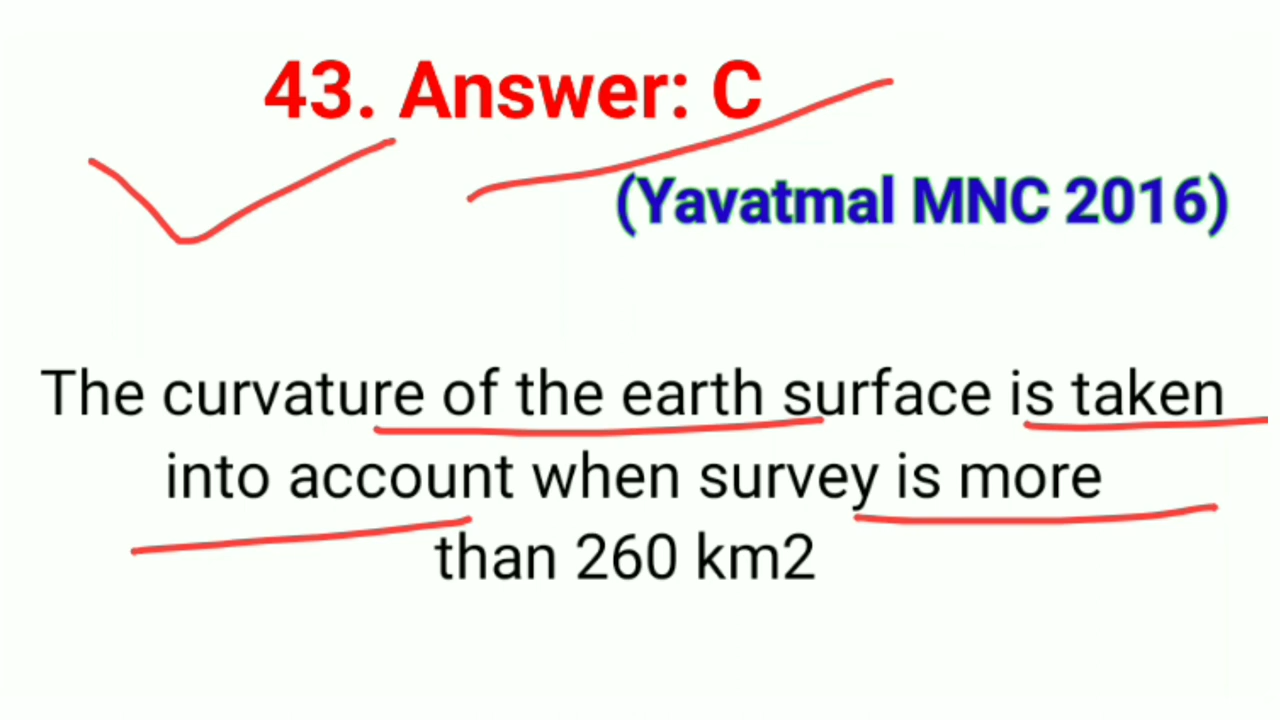 43. Answer: C
(Yavatmal MNC 2016)
The curvature of the earth surface is taken
into account when survey is more
than 260 km2